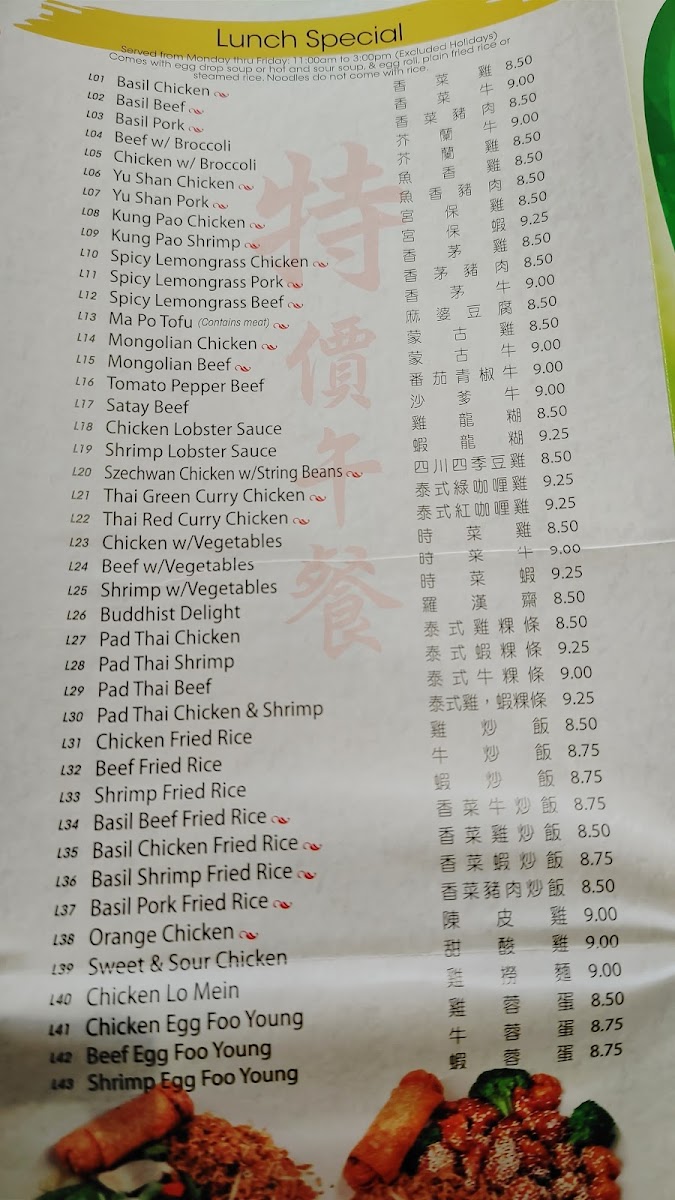 Lunch Special
Served from Monday thru Friday: 11:00am to 3:00pm (Excluded Holidays)
Comes with egg drop soup or hot and sour soup, & egg roll, plain fried rice or
steamed rice. Noodles do not come with rice.
L01 Basil Chicken 香菜雞 8.50
L02 Basil Beef 香菜牛 9.00
L03 Basil Pork 香菜豬肉 8.50
L04 Beef w/ Broccoli 芥蘭牛 9.00
L05 Chicken w/ Broccoli 芥蘭雞 8.50
L06 Yu Shan Chicken 魚香雞 8.50
L07 Yu Shan Pork 魚香豬肉 8.50
L08 Kung Pao Chicken 宮保雞 8.50
L09 Kung Pao Shrimp 宮保蝦 9.25
L10 Spicy Lemongrass Chicken 香茅雞 8.50
L11 Spicy Lemongrass Pork 香茅豬肉 8.50
L12 Spicy Lemongrass Beef 香茅牛 9.00
L13 Ma Po Tofu (Contains meat) 麻婆豆腐 8.50
L14 Mongolian Chicken 蒙古雞 8.50
L15 Mongolian Beef 蒙古牛 9.00
L16 Tomato Pepper Beef 番茄青椒牛 9.00
L17 Satay Beef 沙爹牛 9.00
L18 Chicken Lobster Sauce 雞龍糊 8.50
L19 Shrimp Lobster Sauce 蝦龍糊 9.25
L20 Szechwan Chicken w/String Beans 四川四季豆雞 8.50
L21 Thai Green Curry Chicken 泰式綠咖喱雞 9.25
L22 Thai Red Curry Chicken 泰式紅咖喱雞 9.25
L23 Chicken w/Vegetables 時菜雞 8.50
L24 Beef w/Vegetables 時菜牛 9.00
L25 Shrimp w/Vegetables 時菜蝦 9.25
L26 Buddhist Delight 羅漢齋 8.50
L27 Pad Thai Chicken 泰式雞粿條 8.50
L28 Pad Thai Shrimp 泰式蝦粿條 9.25
L29 Pad Thai Beef 泰式牛粿條 9.00
L30 Pad Thai Chicken & Shrimp 泰式雞，蝦粿條 9.25
L31 Chicken Fried Rice 雞炒飯 8.50
L32 Beef Fried Rice 牛炒飯 8.75
L33 Shrimp Fried Rice 蝦炒飯 8.75
L34 Basil Beef Fried Rice 香菜牛炒飯 8.75
L35 Basil Chicken Fried Rice 香菜雞炒飯 8.50
L36 Basil Shrimp Fried Rice 香菜蝦炒飯 8.75
L37 Basil Pork Fried Rice 香菜豬肉炒飯 8.50
L38 Orange Chicken 陳皮雞 9.00
L39 Sweet & Sour Chicken 甜酸雞 9.00
L40 Chicken Lo Mein 雞撈麵 9.00
L41 Chicken Egg Foo Young 雞蓉蛋 8.50
L42 Beef Egg Foo Young 牛蓉蛋 8.75
L43 Shrimp Egg Foo Young 蝦蓉蛋 8.75
特價午餐